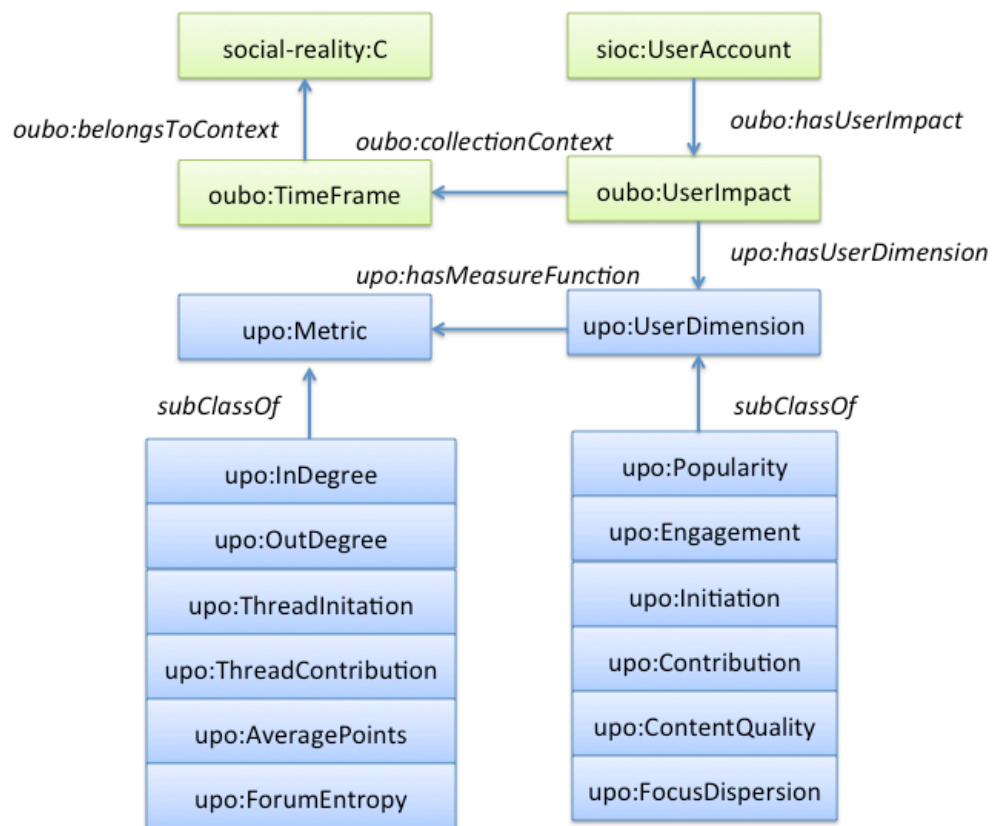 social-reality:C
sioc:UserAccount
oubo:belongsToContext
oubo:hasUserImpact
oubo:collectionContext
oubo:TimeFrame
oubo:UserImpact
upo:hasUserDimension
upo:hasMeasureFunction
upo:Metric
upo:UserDimension
subClassOf
subClassOf
upo:InDegree
upo:OutDegree
upo:ThreadInitation
upo:ThreadContribution
upo:AveragePoints
upo:ForumEntropy
upo:Popularity
upo:Engagement
upo:Initiation
upo:Contribution
upo:ContentQuality
upo:FocusDispersion